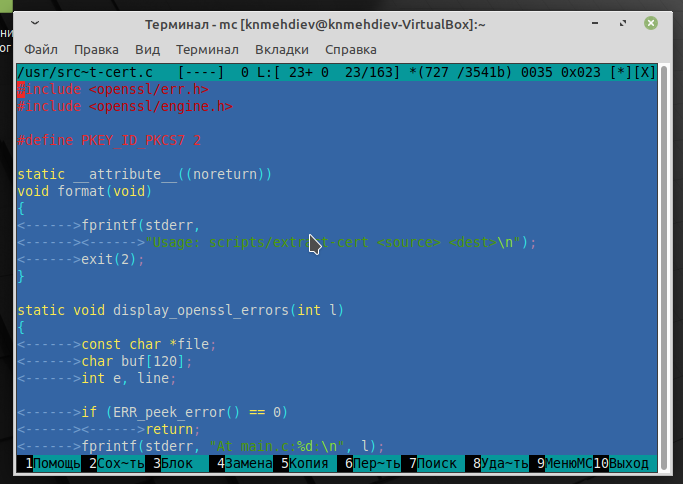 ни
ог
Терминал - mc [knmehdiev@knmehdiev-VirtualBox]:~
Файл Правка Вид Терминал Вкладки Справка
/usr/src~t-cert.c [----] 0 L:[ 23+ 0 23/163] *(727 /3541b) 0035 0x023 [*][X]
#include <openssl/err.h>
#include <openssl/engine.h>
#define PKEY_ID_PKCS7 2
static __attribute__((noreturn))
void format(void)
{
<------>fprintf(stderr,
<------><------>"Usage: scripts/extract-cert <source> <dest>\n");
<------>exit(2);
}
static void display_openssl_errors(int l)
{
<------>const char *file;
<------>char buf[120];
<------>int e, line;
<------>if (ERR_peek_error() == 0)
<------><------>return;
<------>fprintf(stderr, "At main.c:%d:\n", l);
1Помощь 2Сох~ть 3Блок 4Замена 5Копия 6Пер~ть 7Поиск 8Уда~ть 9МенюMC 10Выход